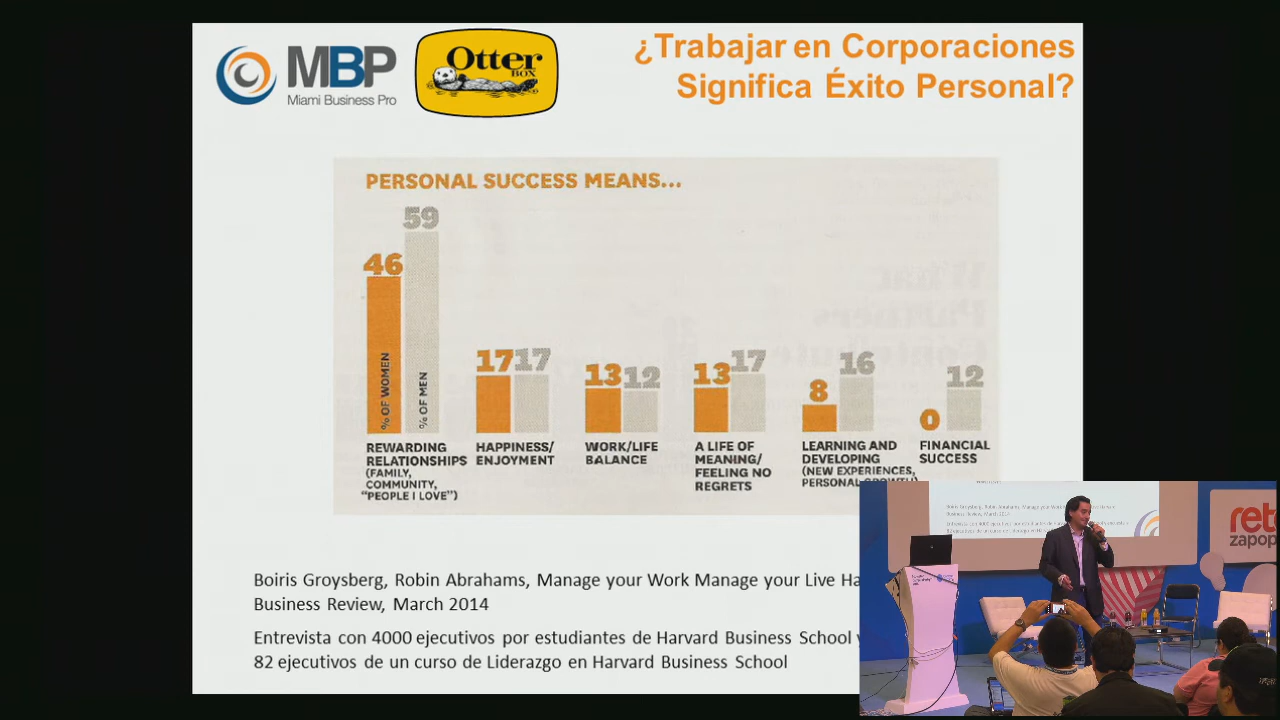 MBP
Miami Business Pro
Otter
BOX
¿Trabajar en Corporaciones
Significa Éxito Personal?
PERSONAL SUCCESS MEANS...
46
59
17
17
13
12
13
17
8
16
0
12
% OF WOMEN
% OF MEN
REWARDING
RELATIONSHIPS
(FAMILY,
COMMUNITY,
“PEOPLE I LOVE”)
HAPPINESS/
ENJOYMENT
WORK/LIFE
BALANCE
A LIFE OF
MEANING/
FEELING NO
REGRETS
LEARNING AND
DEVELOPING
(NEW EXPERIENCES,
PERSONAL GROWTH)
FINANCIAL
SUCCESS
Boiris Groysberg, Robin Abrahams, Manage your Work Manage your Live Ha
Business Review, March 2014
Entrevista con 4000 ejecutivos por estudiantes de Harvard Business School y
82 ejecutivos de un curso de Liderazgo en Harvard Business School
ret
zapop